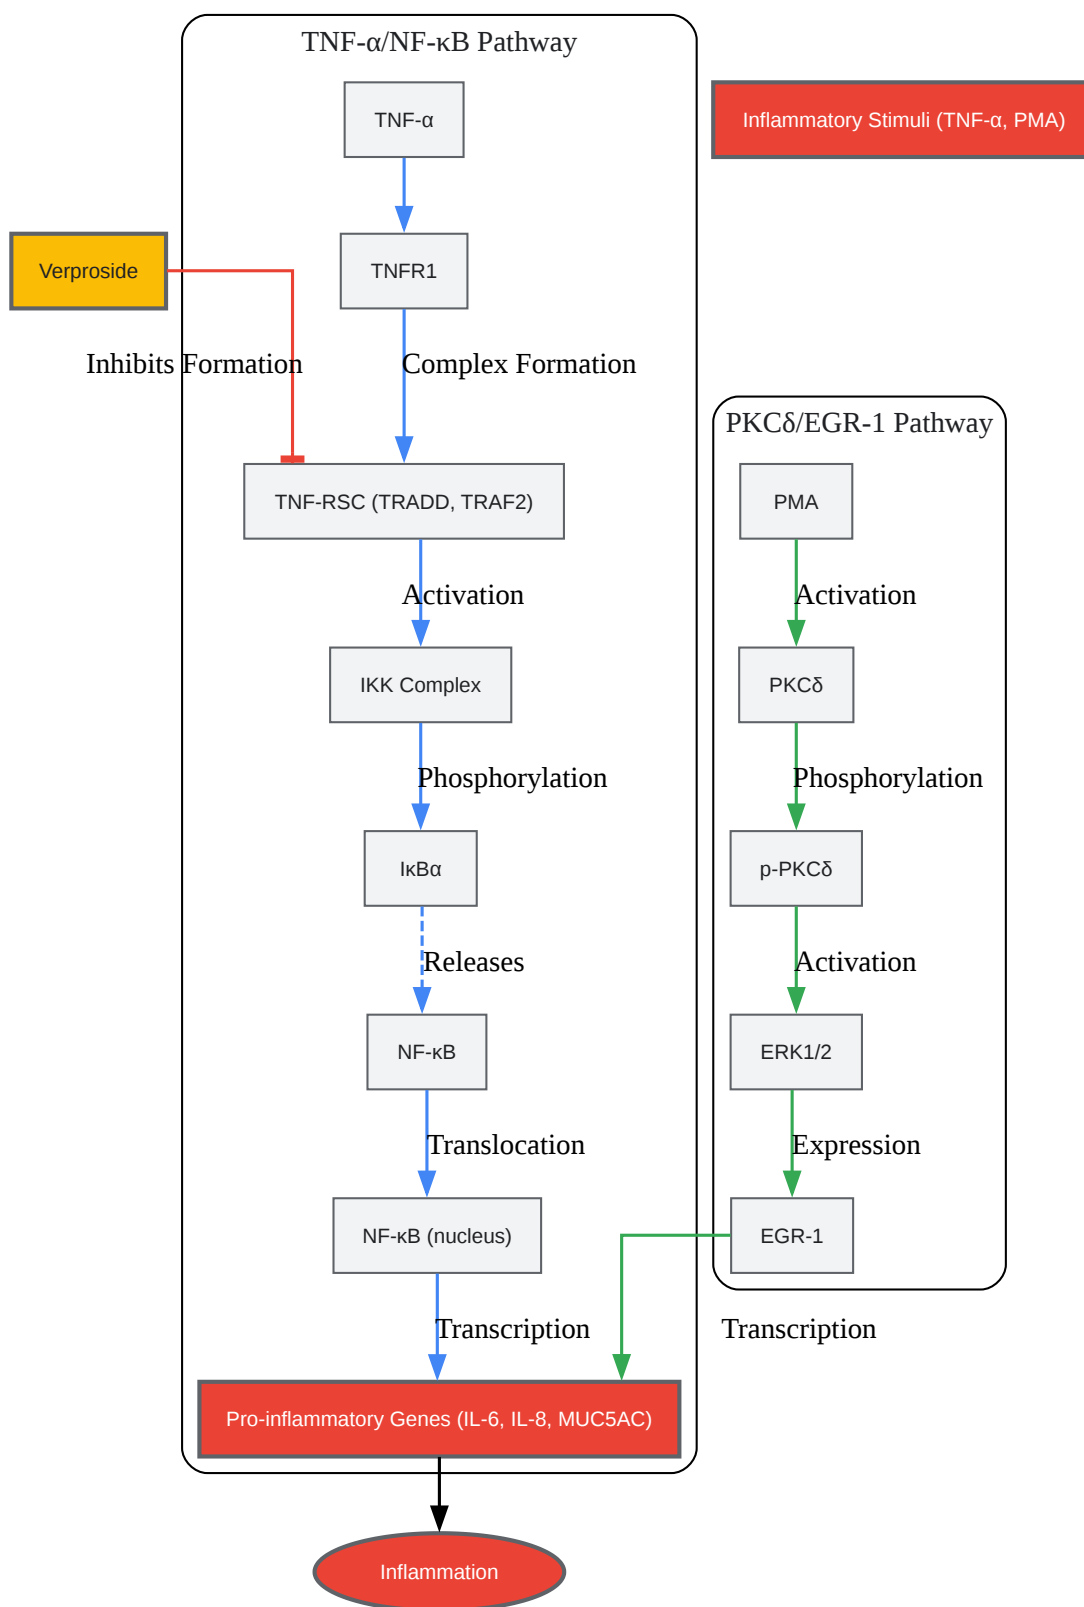 TNF-α/NF-κB Pathway
TNF-α
Inflammatory Stimuli (TNF-α, PMA)
Verproside
TNFR1
Inhibits Formation
Complex Formation
PKCδ/EGR-1 Pathway
TNF-RSC (TRADD, TRAF2)
PMA
Activation
Activation
IKK Complex
PKCδ
Phosphorylation
Phosphorylation
IκBα
p-PKCδ
Releases
Activation
NF-κB
ERK1/2
Translocation
Expression
NF-κB (nucleus)
EGR-1
Transcription
Transcription
Pro-inflammatory Genes (IL-6, IL-8, MUC5AC)
Inflammation